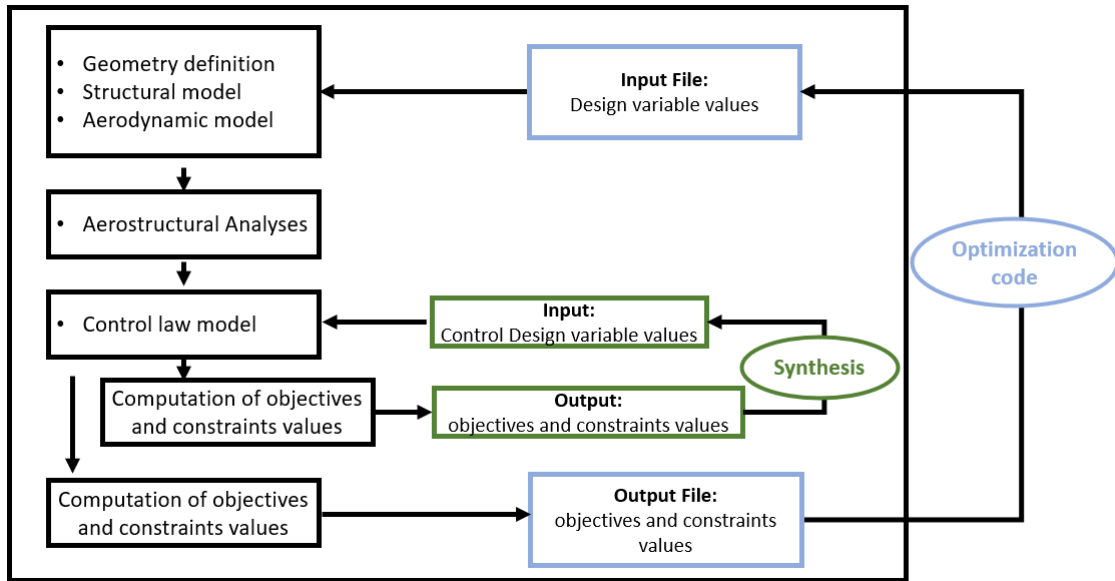 • Geometry definition
• Structural model
• Aerodynamic model
Input File:
Design variable values
• Aerostructural Analyses
Optimization
code
• Control law model
Input:
Control Design variable values
Synthesis
Computation of objectives
and constraints values
Output:
objectives and constraints values
Computation of objectives
and constraints values
Output File:
objectives and constraints
values